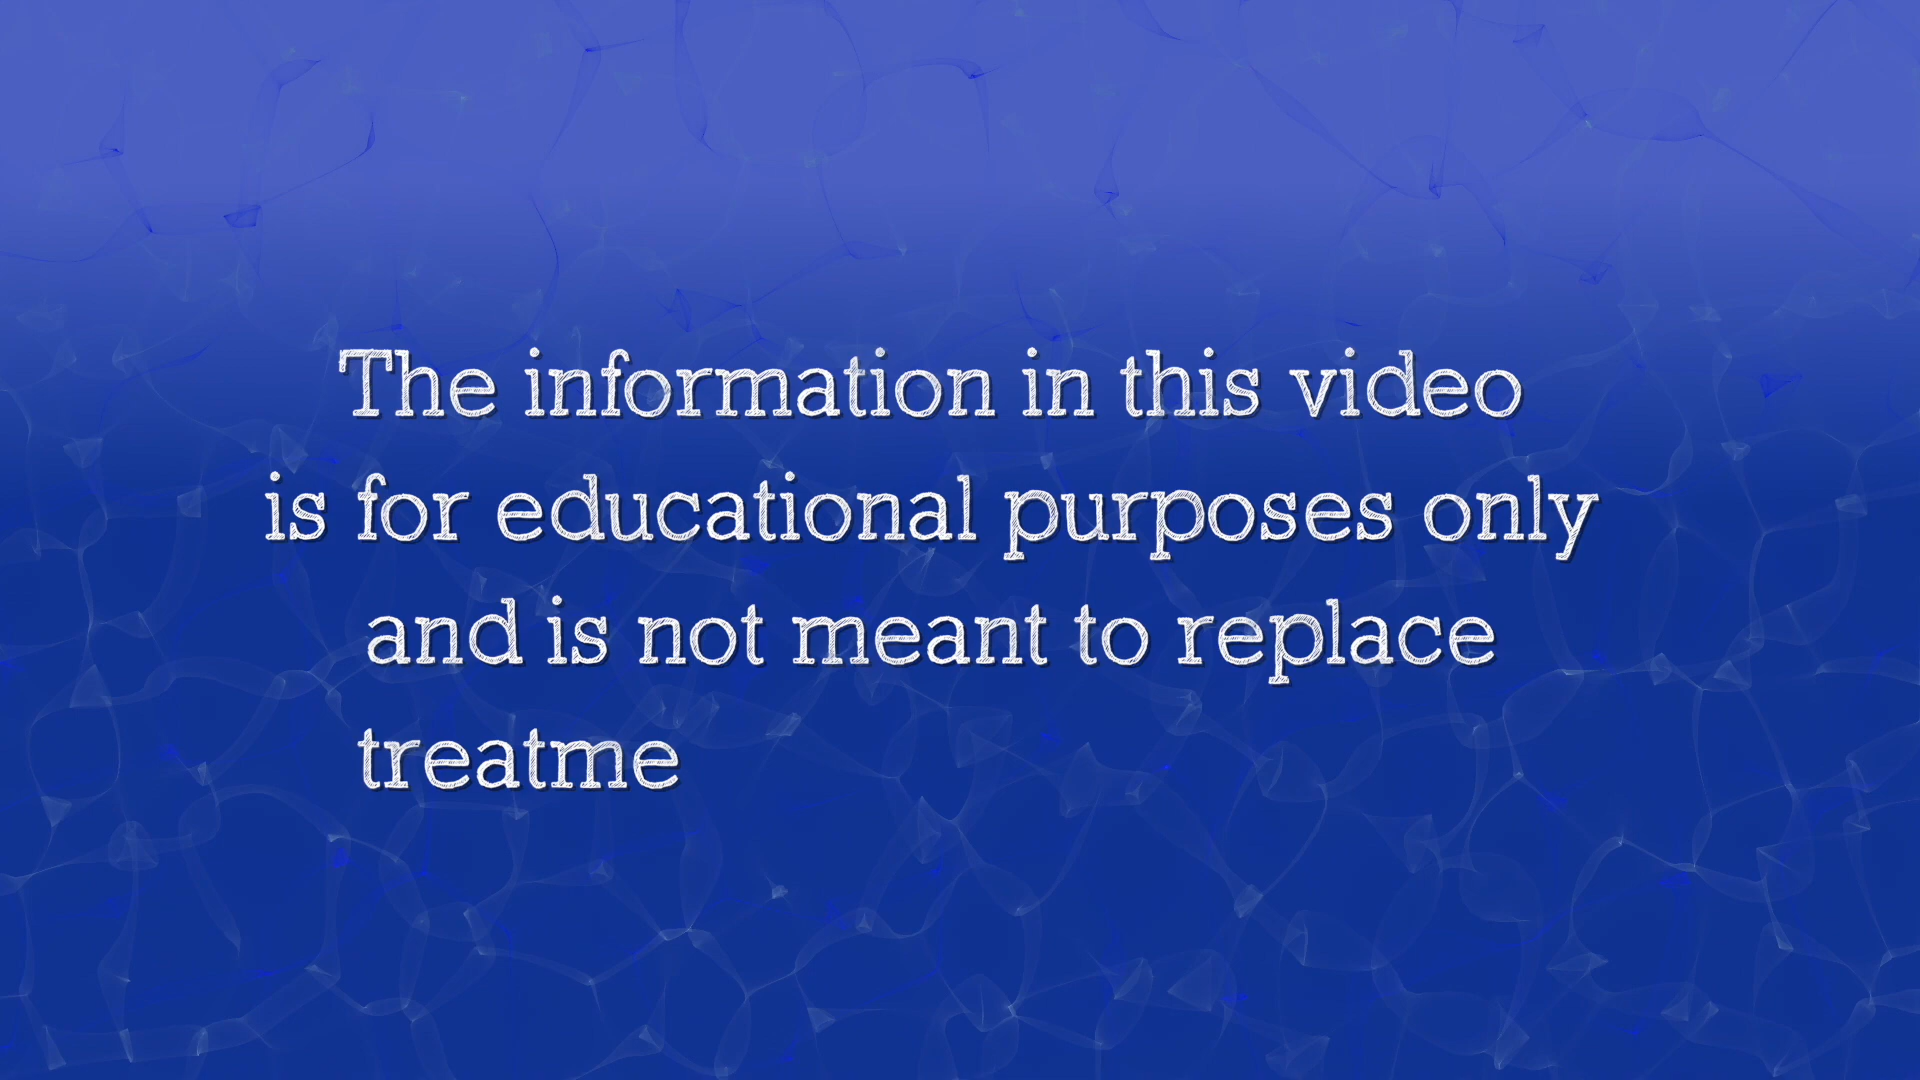 The information in this video
is for educational purposes only
and is not meant to replace
treatme